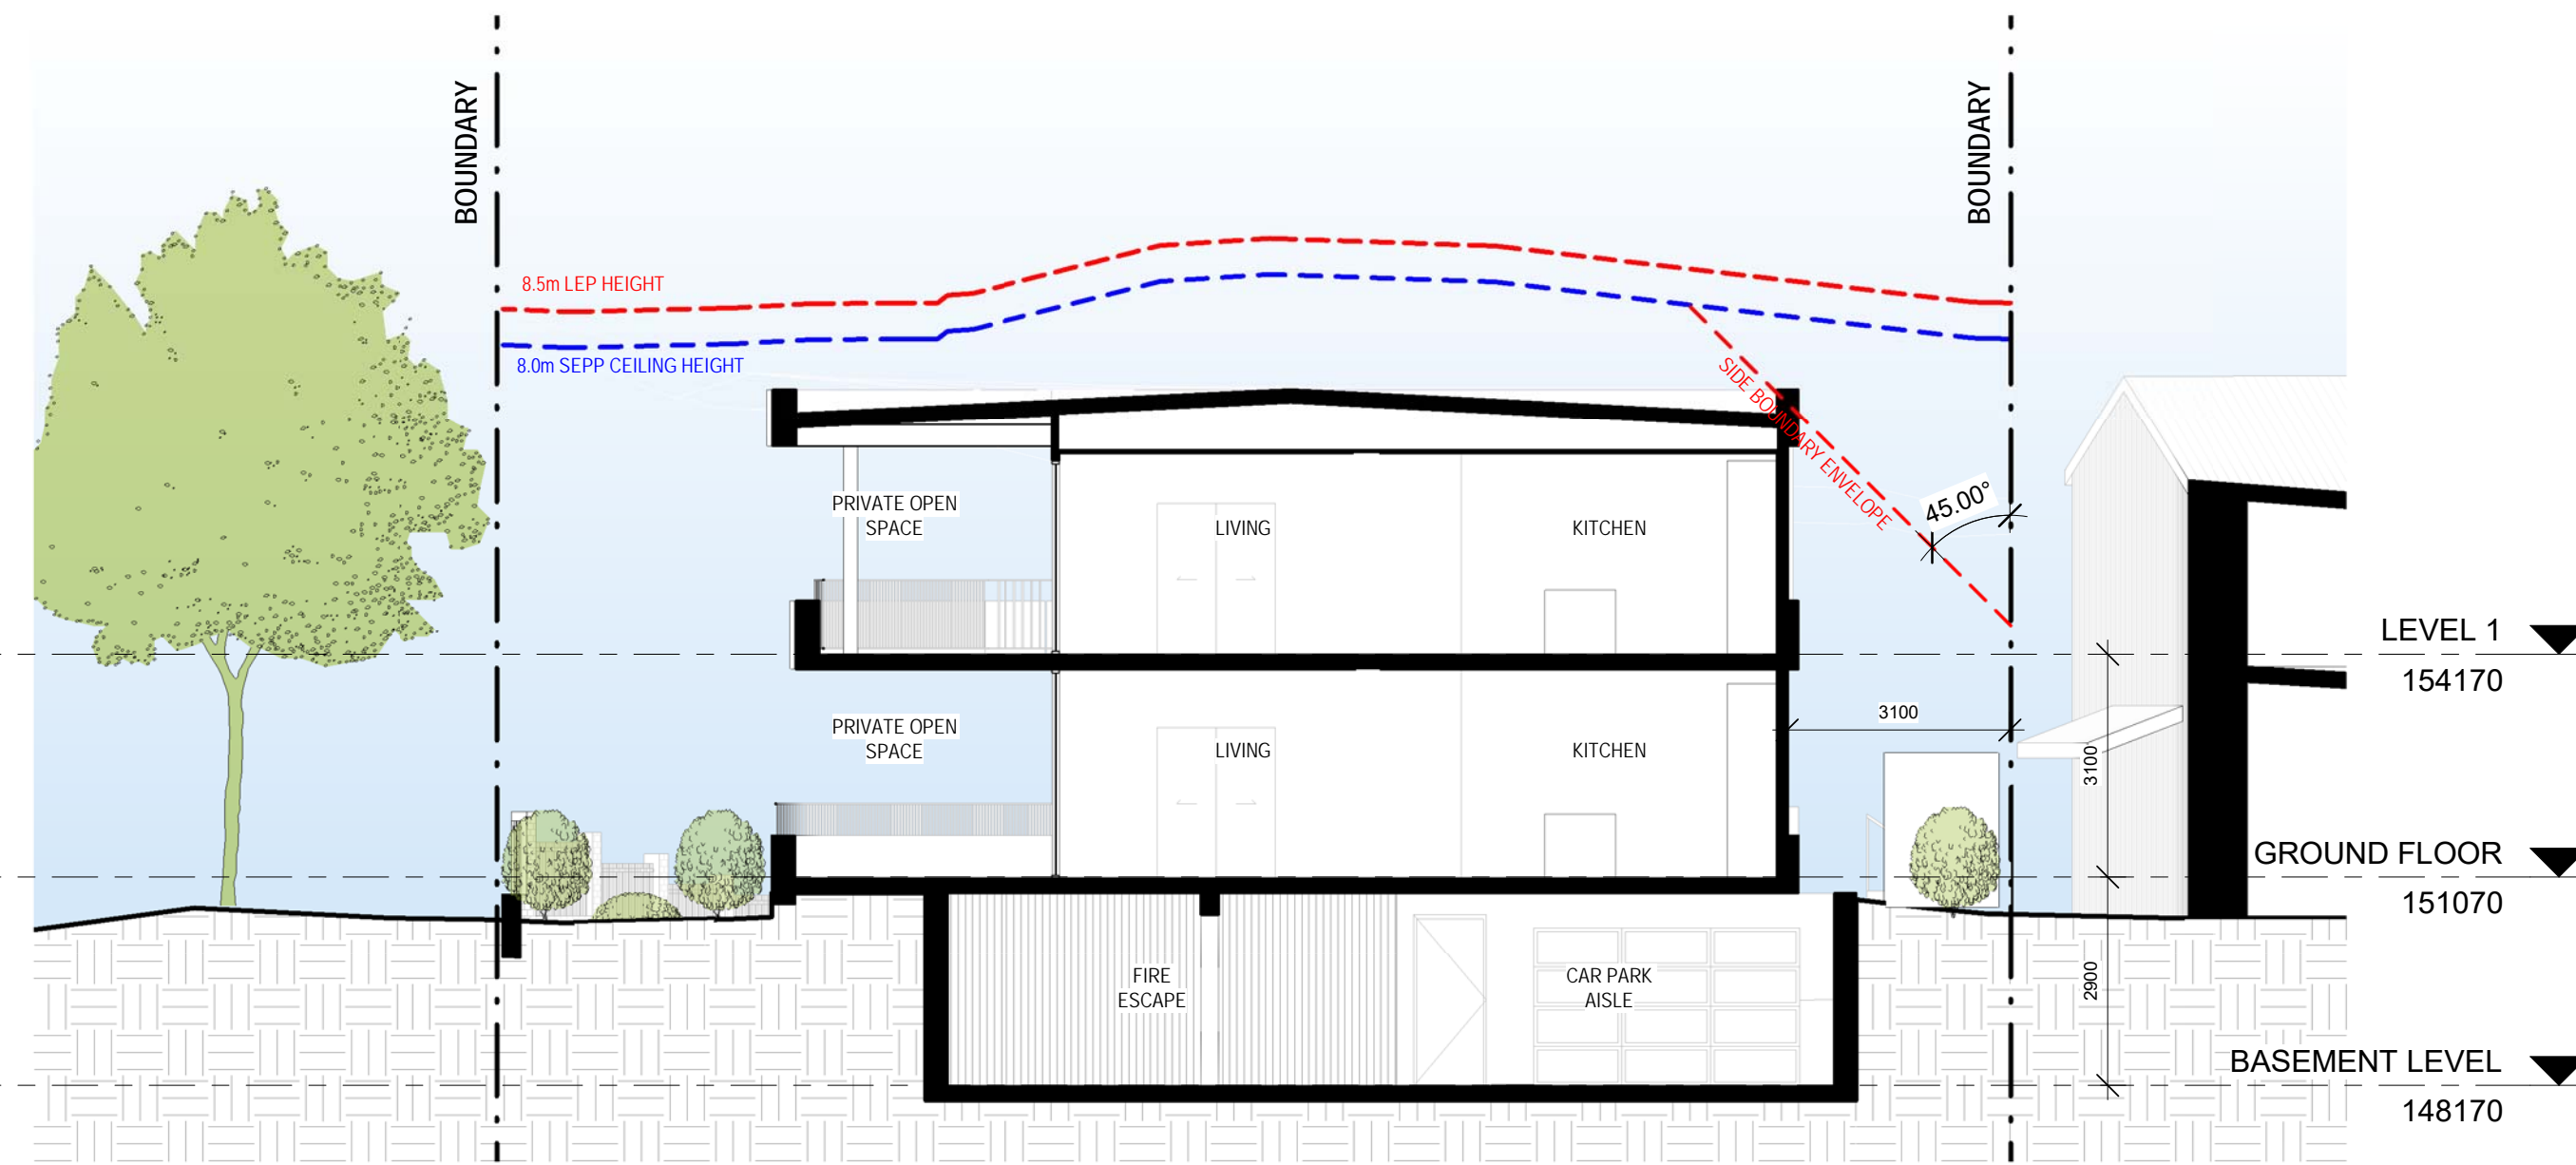 BOUNDARY
BOUNDARY
8.5m LEP HEIGHT
8.0m SEPP CEILING HEIGHT
SIDE BOUNDARY ENVELOPE
45.00°
PRIVATE OPEN
SPACE
LIVING
KITCHEN
LEVEL 1
154170
3100
PRIVATE OPEN
SPACE
LIVING
KITCHEN
3100
GROUND FLOOR
151070
FIRE
ESCAPE
CAR PARK
AISLE
2900
BASEMENT LEVEL
148170